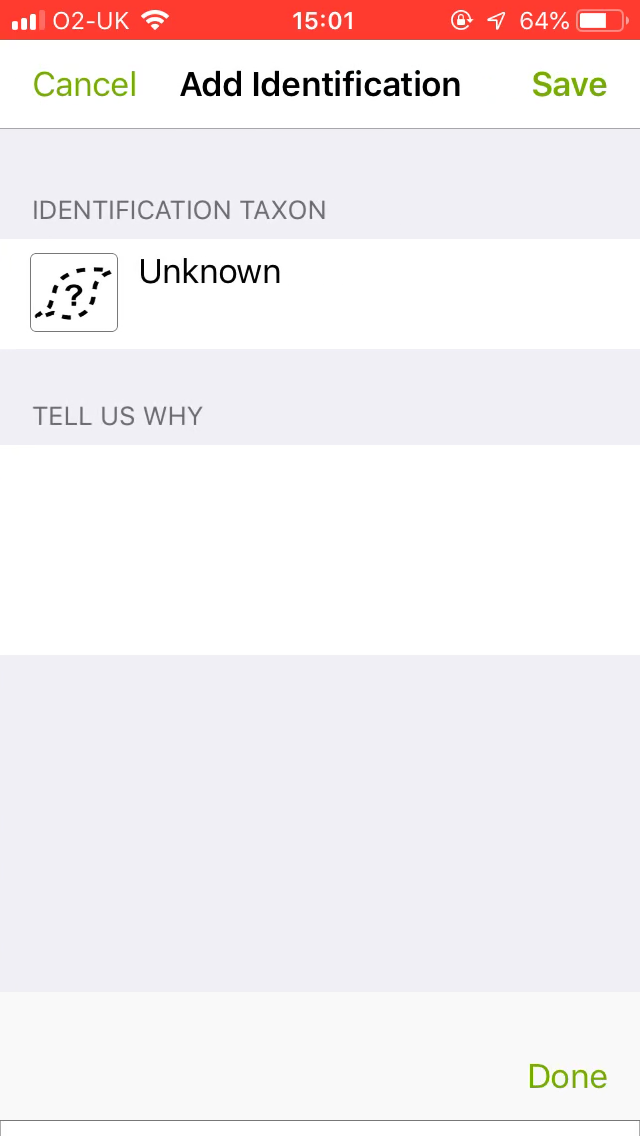 O2-UK 15:01 64%
Cancel Add Identification Save
IDENTIFICATION TAXON
? Unknown
TELL US WHY
Done